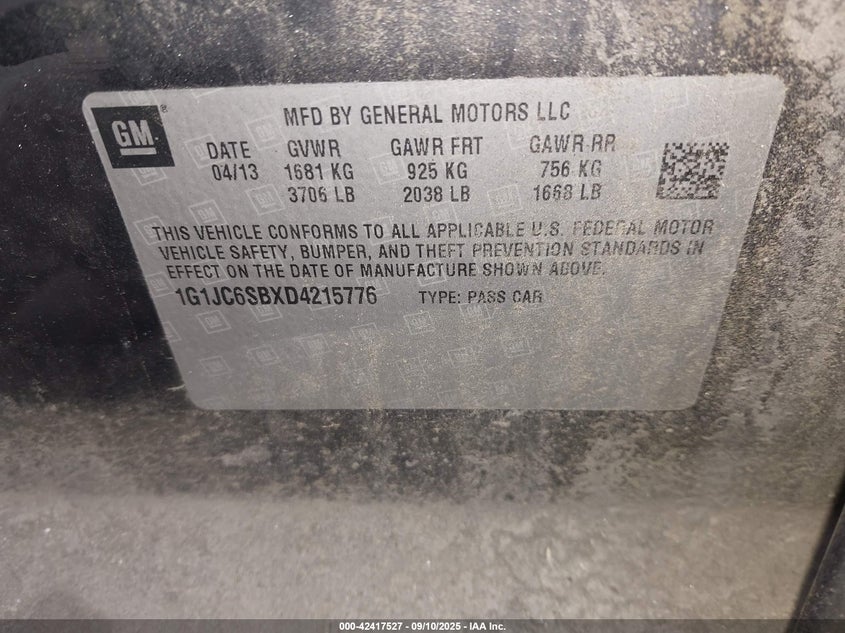 GM ®
MFD BY GENERAL MOTORS LLC
DATE GVWR GAWR FRT GAWR RR
04/13 1681 KG 925 KG 756 KG
3706 LB 2038 LB 1668 LB
THIS VEHICLE CONFORMS TO ALL APPLICABLE U.S. FEDERAL MOTOR
VEHICLE SAFETY, BUMPER, AND THEFT PREVENTION STANDARDS IN
EFFECT ON THE DATE OF MANUFACTURE SHOWN ABOVE.
1G1JC6SBXD4215776 TYPE: PASS CAR
000-42417527 - 09/10/2025 - IAA Inc.